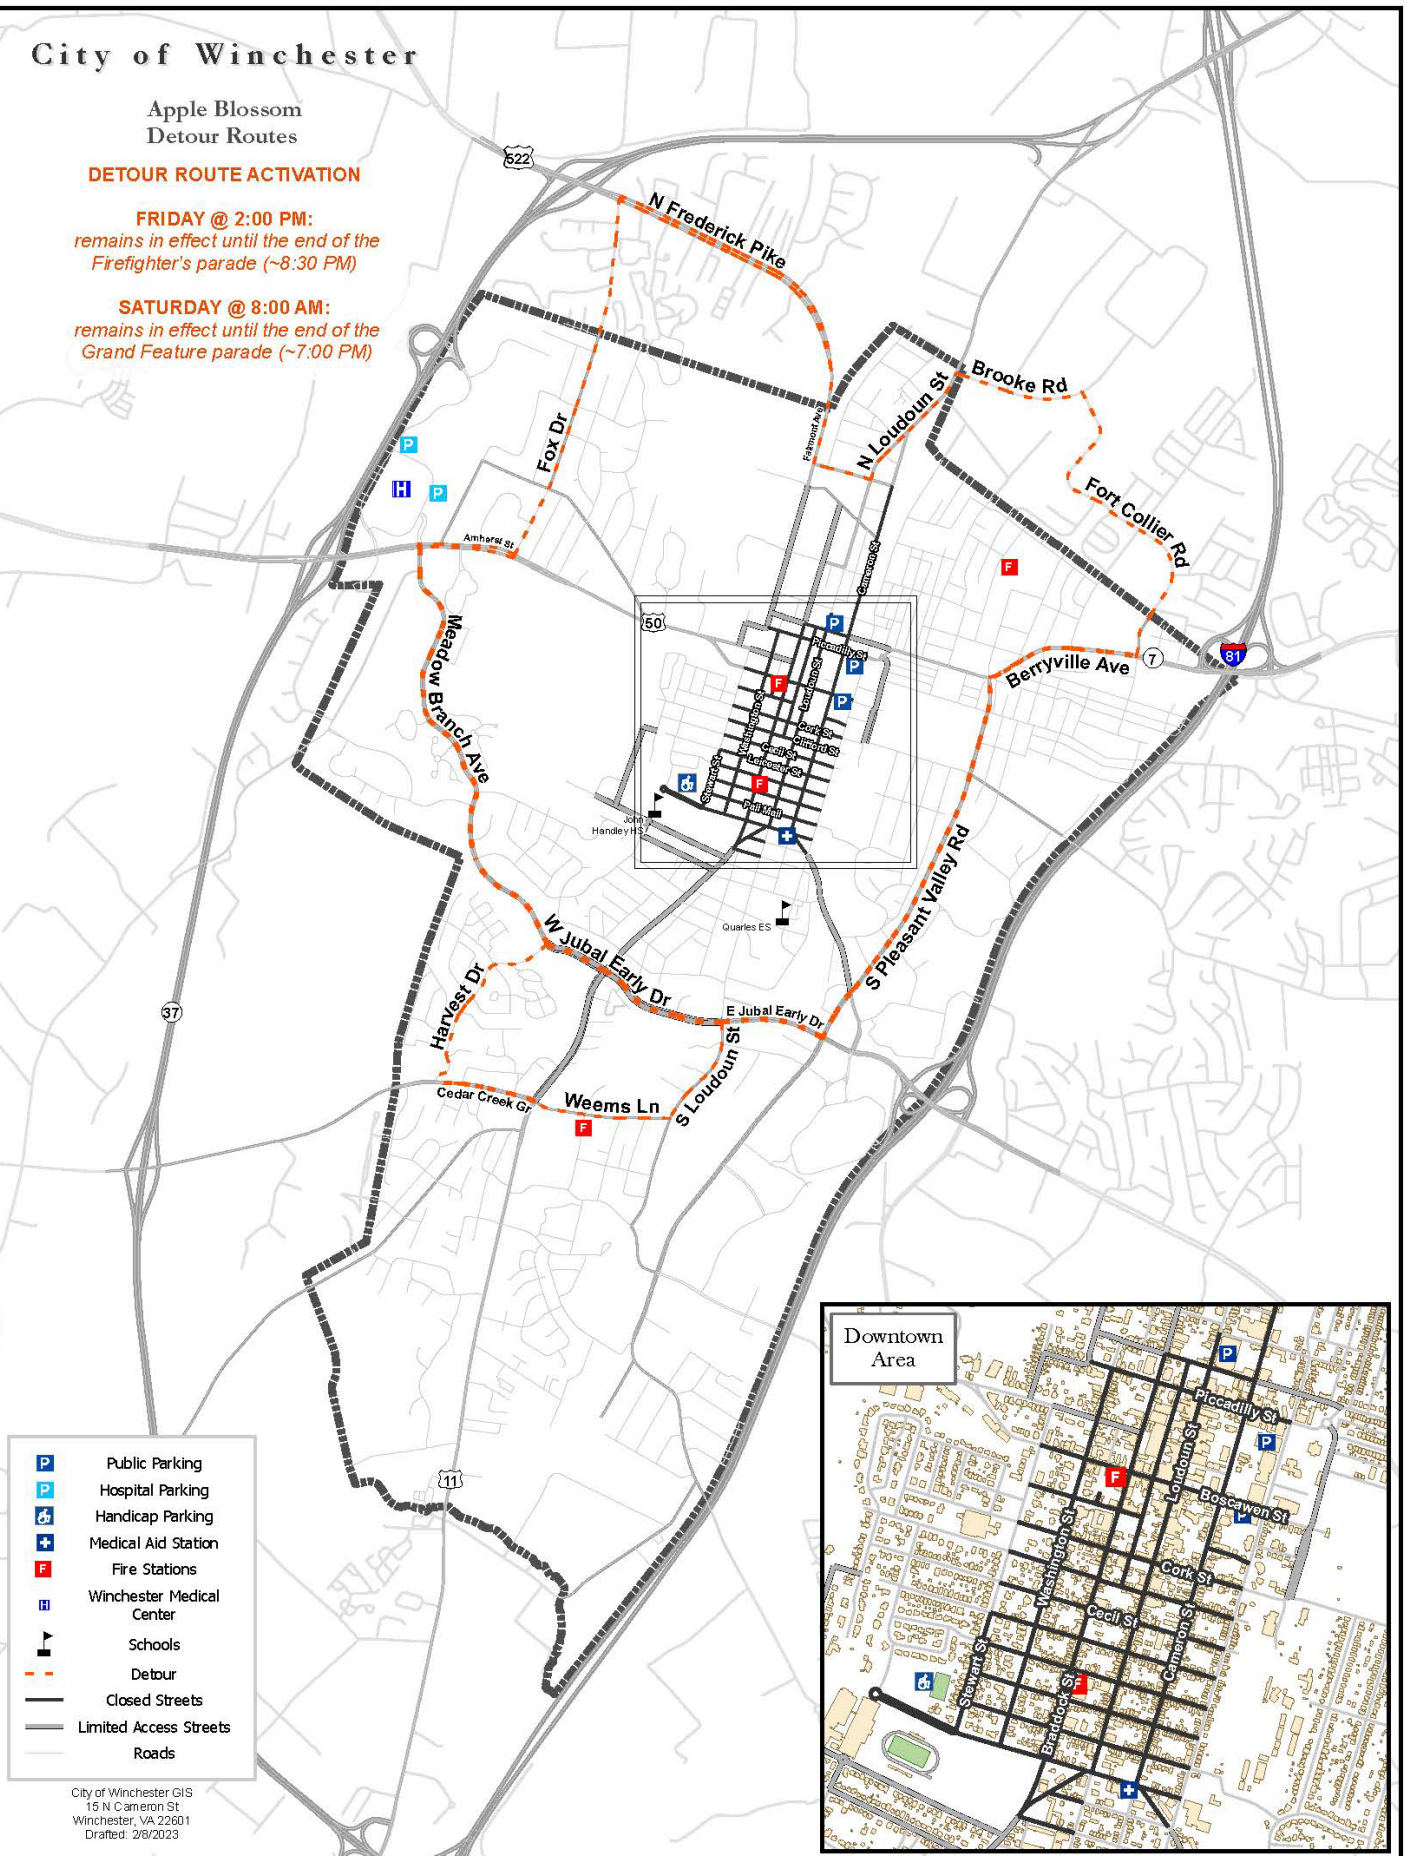 City of Winchester
Apple Blossom
Detour Routes
DETOUR ROUTE ACTIVATION
FRIDAY @ 2:00 PM:
remains in effect until the end of the
Firefighter's parade (~8:30 PM)
SATURDAY @ 8:00 AM:
remains in effect until the end of the
Grand Feature parade (~7:00 PM)
522
N Frederick Pike
Brooke Rd
N Loudoun St
Fairmont Ave
Fox Dr
P
H
P
Fort Collier Rd
Amherst St
Cameron St
F
50
P
Piccadilly St
P
7
81
Berryville Ave
Meadow Branch Ave
F
Loudoun St
P
Washington St
Cork St
Clifford St
Cecil St
Leicester St
Stewart St
F
Pall Mall
John
Handley HS
S Pleasant Valley Rd
Quarles ES
W Jubal Early Dr
Harvest Dr
37
E Jubal Early Dr
S Loudoun St
Cedar Creek Gr
Weems Ln
F
11
Downtown
Area
P
Piccadilly St
P
Loudoun St
F
Boscawen St
P
Washington St
Cork St
Cecil St
Cameron St
Stewart St
Braddock St
F
P Public Parking
P Hospital Parking
Handicap Parking
Medical Aid Station
F Fire Stations
H Winchester Medical
Center
Schools
Detour
Closed Streets
Limited Access Streets
Roads
City of Winchester GIS
15 N Cameron St
Winchester, VA 22601
Drafted: 2/8/2023